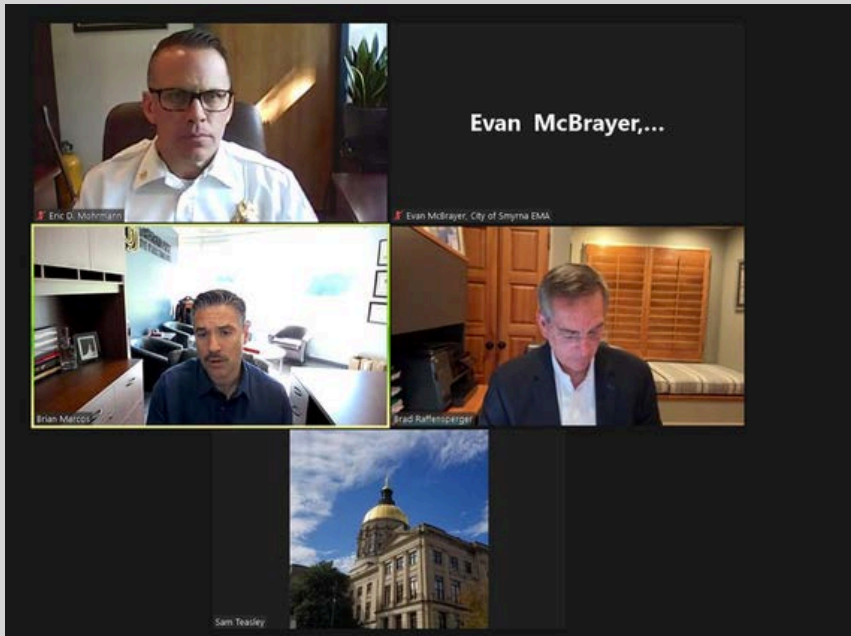 Evan McBrayer,...
Eric D. Mohrmann
Evan McBrayer, City of Smyrna EMA
Brian Marcos
Brad Raffensperger
Sam Teasley